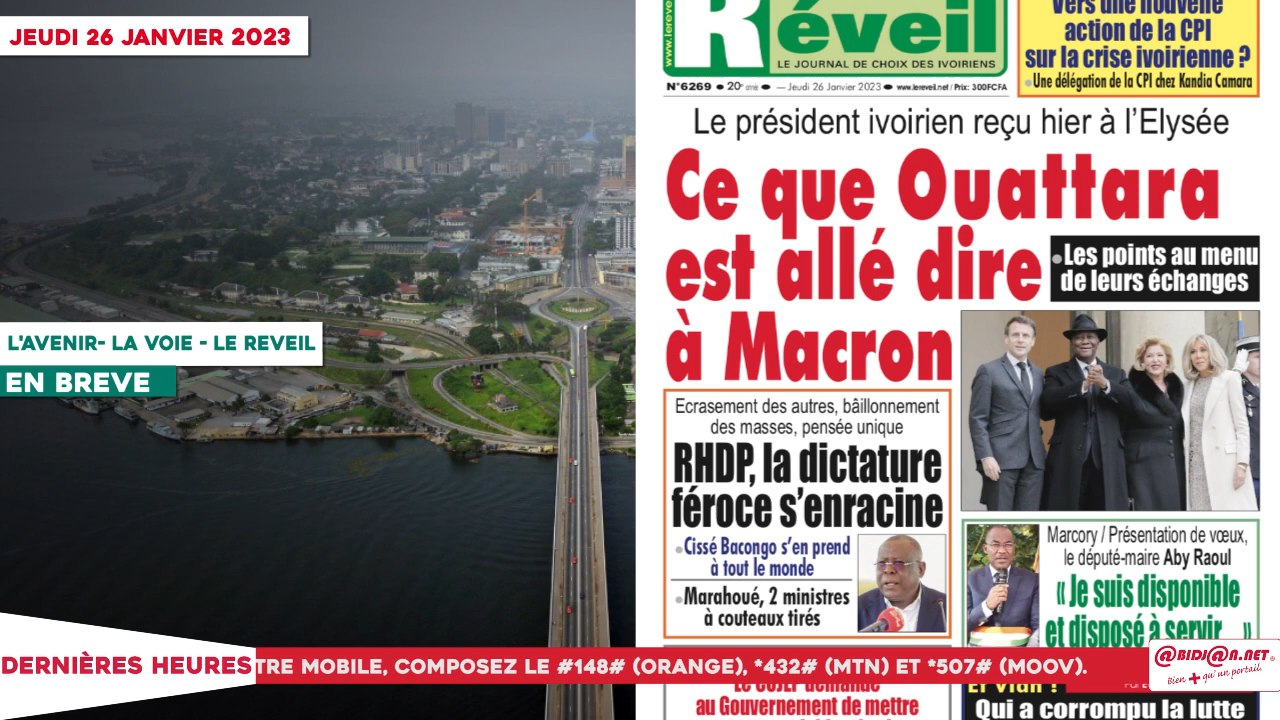 JEUDI 26 JANVIER 2023
L'AVENIR- LA VOIE - LE REVEIL
EN BREVE
Réveil
LE JOURNAL DE CHOIX DES IVOIRIENS
N°6269 • 20e • — Jeudi 26 Janvier 2023 • www.lereveil.net / Prix: 300FCFA
Vers une nouvelle
action de la CPI
sur la crise ivoirienne ?
• Une délégation de la CPI chez Kandia Camara
Le président ivoirien reçu hier à l'Elysée
Ce que Ouattara
est allé dire
à Macron
• Les points au menu
de leurs échanges
Ecrasement des autres, bâillonnement
des masses, pensée unique
RHDP, la dictature
féroce s'enracine
• Cissé Bacongo s'en prend
à tout le monde
• Marahoué, 2 ministres
à couteaux tirés
Marcory / Présentation de vœux,
le député-maire Aby Raoul
« Je suis disponible
et disposé à servir... »
au Gouvernement de mettre
Et vlan !
Qui a corrompu la lutte
DERNIÈRES HEURES
TRE MOBILE, COMPOSEZ LE #148# (ORANGE), *432# (MTN) ET *507# (MOOV).
@BIDJ@N.NET
Bien + qu'un portail